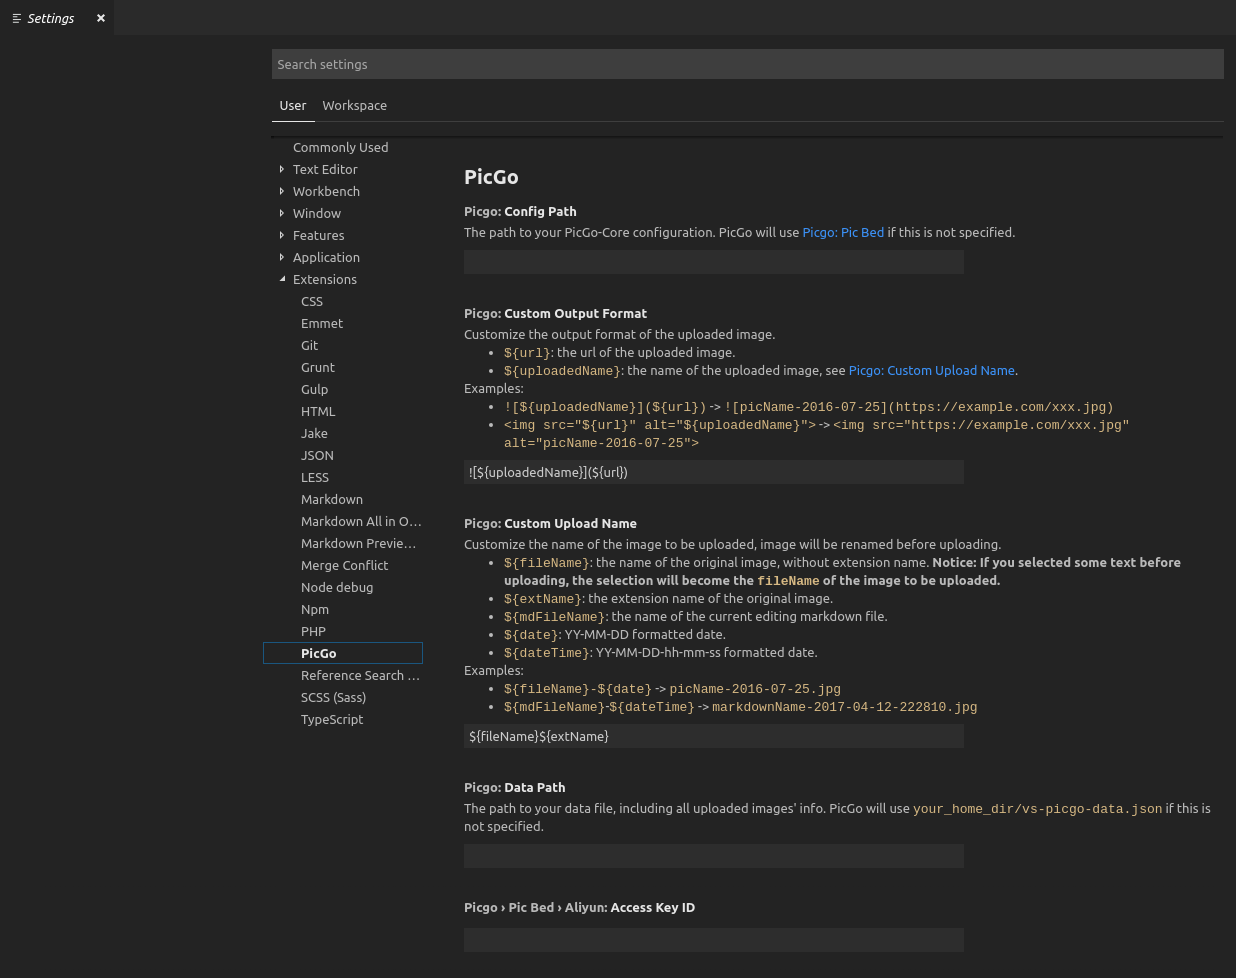 Settings
Search settings
User Workspace
Commonly Used
Text Editor
Workbench
Window
Features
Application
Extensions
CSS
Emmet
Git
Grunt
Gulp
HTML
Jake
JSON
LESS
Markdown
Markdown All in O...
Markdown Previe...
Merge Conflict
Node debug
Npm
PHP
PicGo
Reference Search ...
SCSS (Sass)
TypeScript
PicGo
Picgo: Config Path
The path to your PicGo-Core configuration. PicGo will use Picgo: Pic Bed if this is not specified.
Picgo: Custom Output Format
Customize the output format of the uploaded image.
• ${url}: the url of the uploaded image.
• ${uploadedName}: the name of the uploaded image, see Picgo: Custom Upload Name.
Examples:
• ![${uploadedName}](${url}) -> ![picName-2016-07-25](https://example.com/xxx.jpg)
• <img src="${url}" alt="${uploadedName}"> -> <img src="https://example.com/xxx.jpg"
alt="picName-2016-07-25">
![${uploadedName}](${url})
Picgo: Custom Upload Name
Customize the name of the image to be uploaded, image will be renamed before uploading.
• ${fileName}: the name of the original image, without extension name. Notice: If you selected some text before
uploading, the selection will become the fileName of the image to be uploaded.
• ${extName}: the extension name of the original image.
• ${mdFileName}: the name of the current editing markdown file.
• ${date}: YY-MM-DD formatted date.
• ${dateTime}: YY-MM-DD-hh-mm-ss formatted date.
Examples:
• ${fileName}-${date} -> picName-2016-07-25.jpg
• ${mdFileName}-${dateTime} -> markdownName-2017-04-12-222810.jpg
${fileName}${extName}
Picgo: Data Path
The path to your data file, including all uploaded images' info. PicGo will use your_home_dir/vs-picgo-data.json if this is
not specified.
Picgo › Pic Bed › Aliyun: Access Key ID